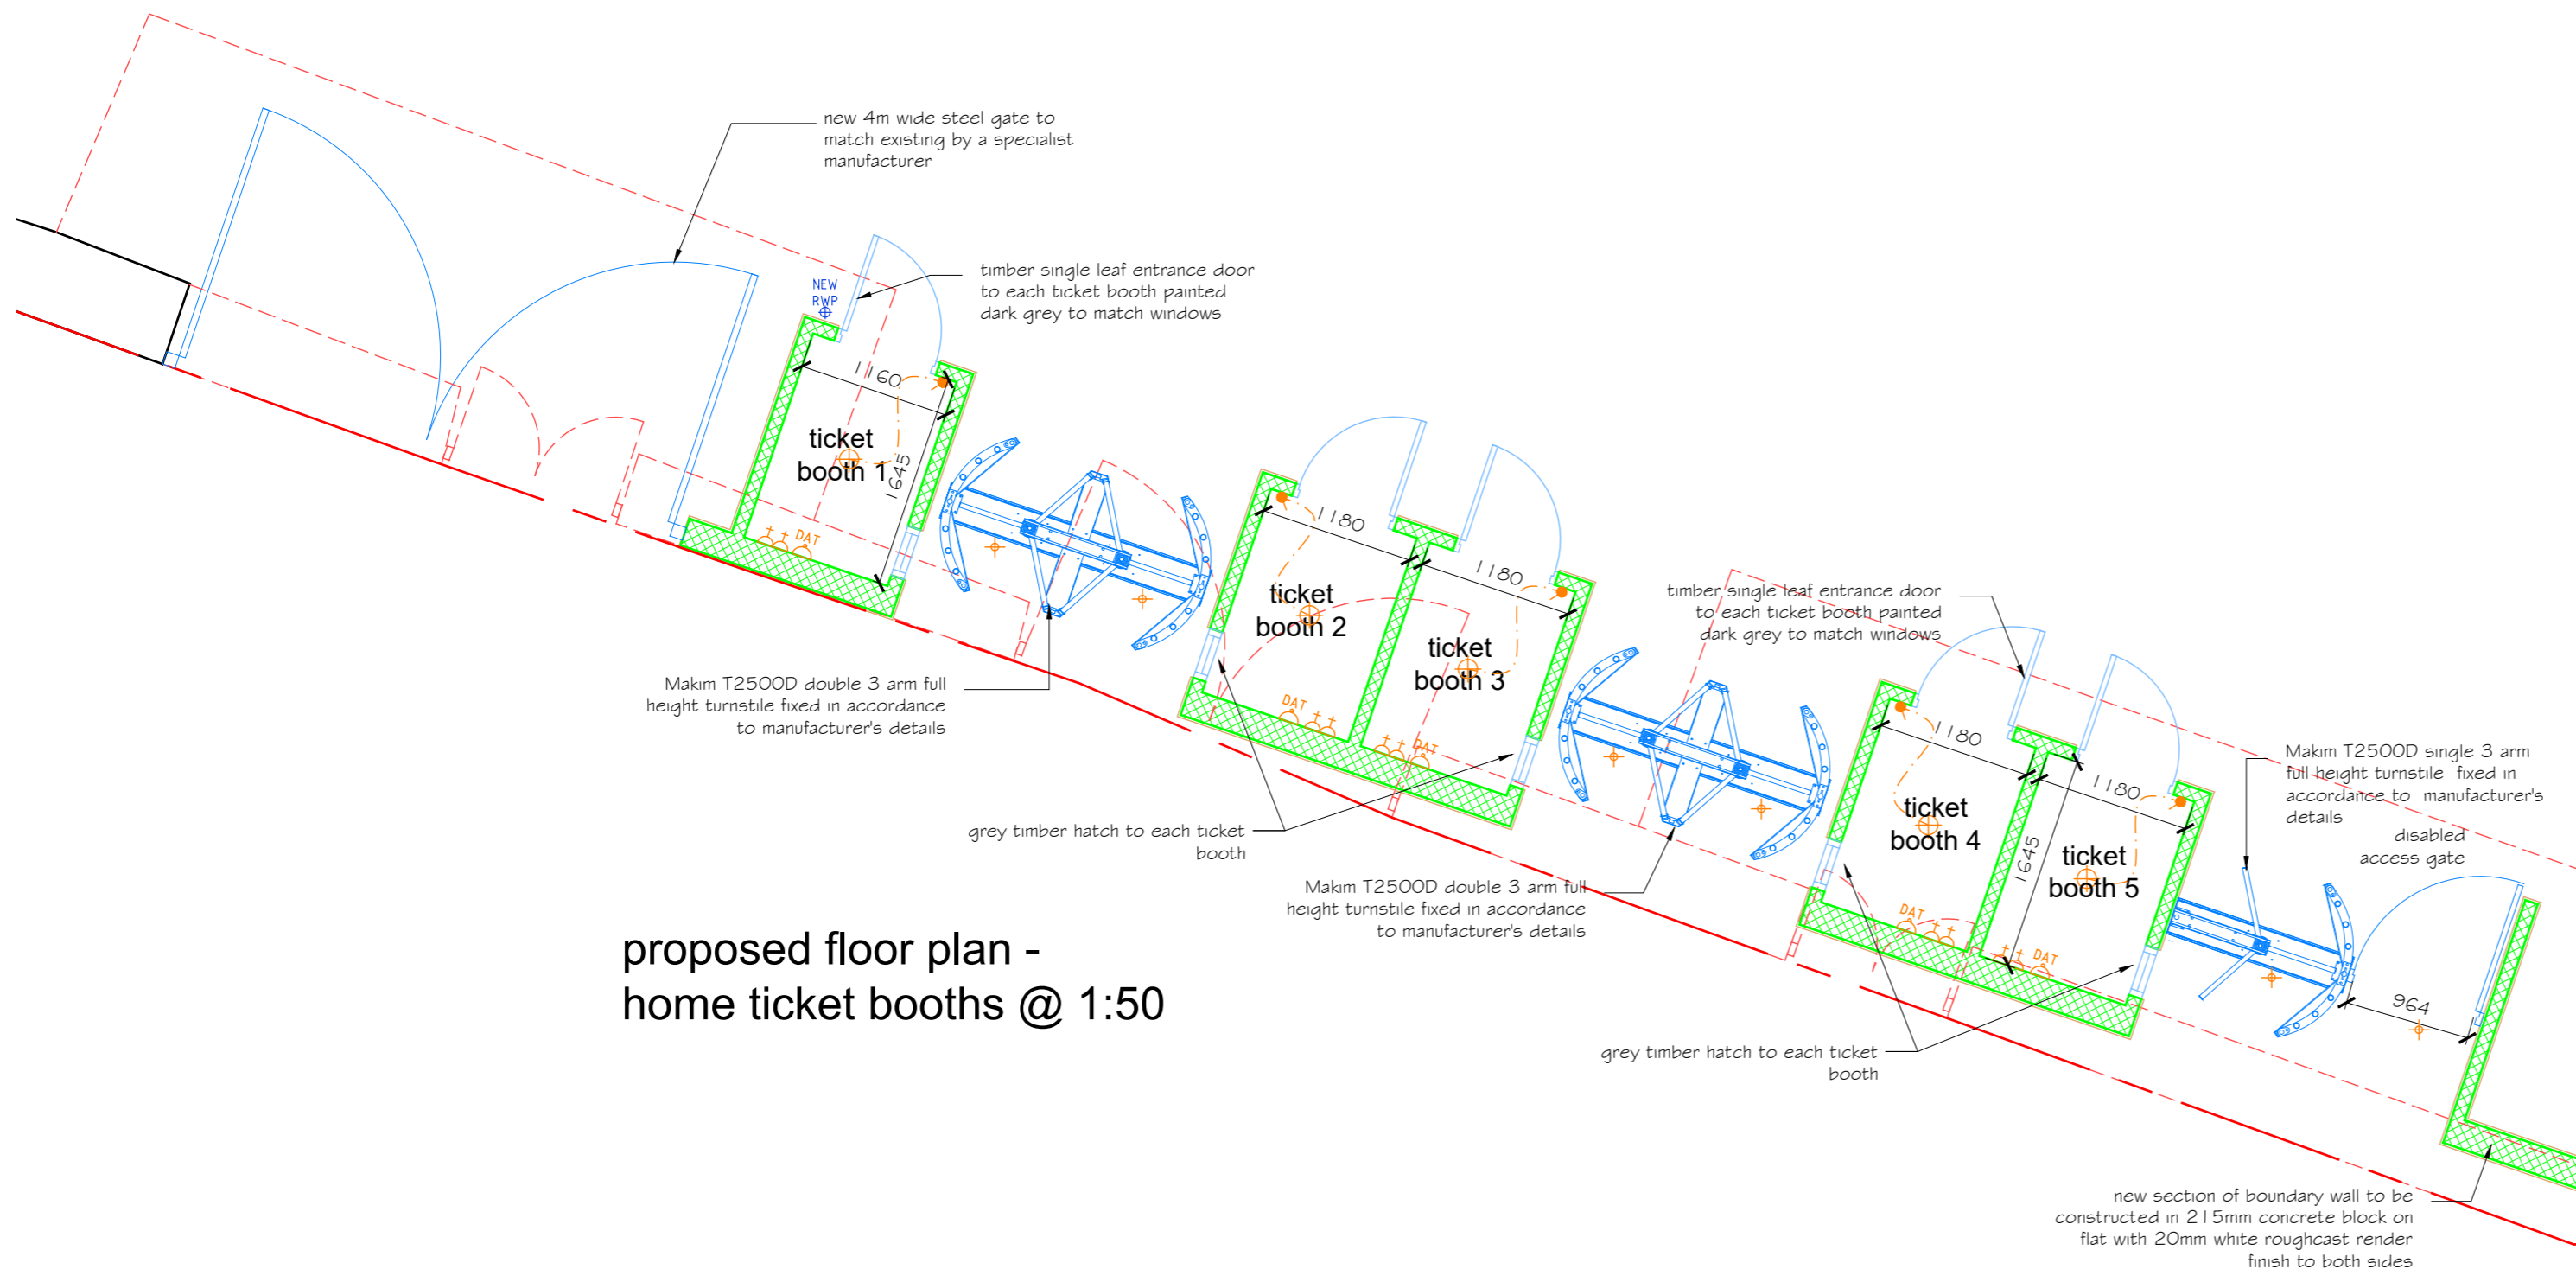 new 4m wide steel gate to
match existing by a specialist
manufacturer
timber single leaf entrance door
to each ticket booth painted
dark grey to match windows
NEW
RWP
1160
ticket
booth 1
1645
+ + DAT
Makim T2500D double 3 arm full
height turnstile fixed in accordance
to manufacturer's details
1180
ticket
booth 2
DAT + +
1180
ticket
booth 3
+ + DAT
grey timber hatch to each ticket
booth
timber single leaf entrance door
to each ticket booth painted
dark grey to match windows
Makim T2500D double 3 arm full
height turnstile fixed in accordance
to manufacturer's details
1180
ticket
booth 4
DAT + +
1180
1645
ticket
booth 5
+ + DAT
grey timber hatch to each ticket
booth
Makim T2500D single 3 arm
full height turnstile fixed in
accordance to manufacturer's
details
disabled
access gate
964
proposed floor plan -
home ticket booths @ 1:50
new section of boundary wall to be
constructed in 215mm concrete block on
flat with 20mm white roughcast render
finish to both sides